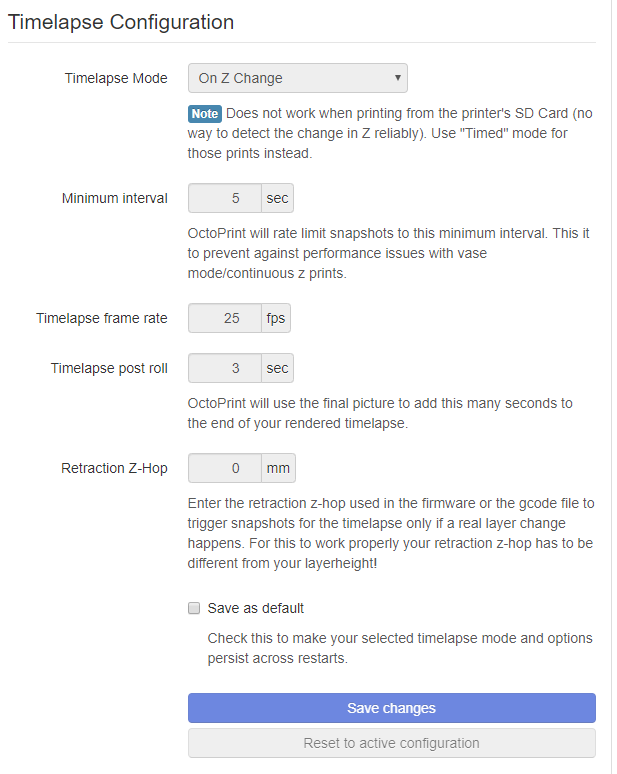 Timelapse Configuration
Timelapse Mode On Z Change
Note Does not work when printing from the printer's SD Card (no
way to detect the change in Z reliably). Use "Timed" mode for
those prints instead.
Minimum interval 5 sec
OctoPrint will rate limit snapshots to this minimum interval. This it
to prevent against performance issues with vase
mode/continuous z prints.
Timelapse frame rate 25 fps
Timelapse post roll 3 sec
OctoPrint will use the final picture to add this many seconds to
the end of your rendered timelapse.
Retraction Z-Hop 0 mm
Enter the retraction z-hop used in the firmware or the gcode file to
trigger snapshots for the timelapse only if a real layer change
happens. For this to work properly your retraction z-hop has to be
different from your layerheight!
Save as default
Check this to make your selected timelapse mode and options
persist across restarts.
Save changes
Reset to active configuration